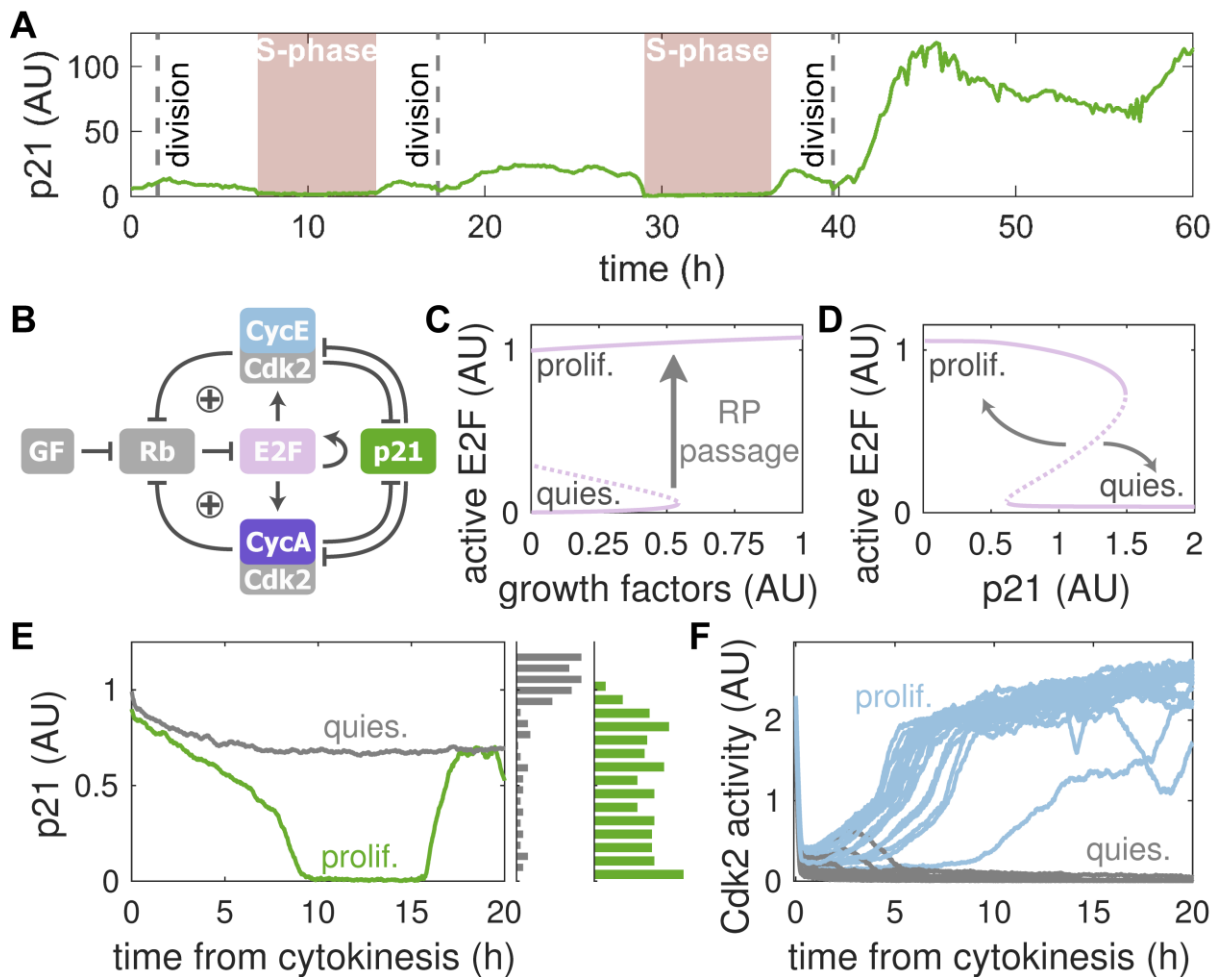 A
p21 (AU)
100
50
0
division
S-phase
division
S-phase
division
0 10 20 30 40 50 60
time (h)
B
CycE
Cdk2
GF
Rb
E2F
p21
CycA
Cdk2
C
active E2F (AU)
1
0
prolif.
RP
passage
quies.
0 0.25 0.5 0.75 1
growth factors (AU)
D
active E2F (AU)
1
0
prolif.
quies.
0 0.5 1 1.5 2
p21 (AU)
E
p21 (AU)
1
0.5
0
quies.
prolif.
0 5 10 15 20
time from cytokinesis (h)
F
Cdk2 activity (AU)
2
1
0
prolif.
quies.
0 5 10 15 20
time from cytokinesis (h)